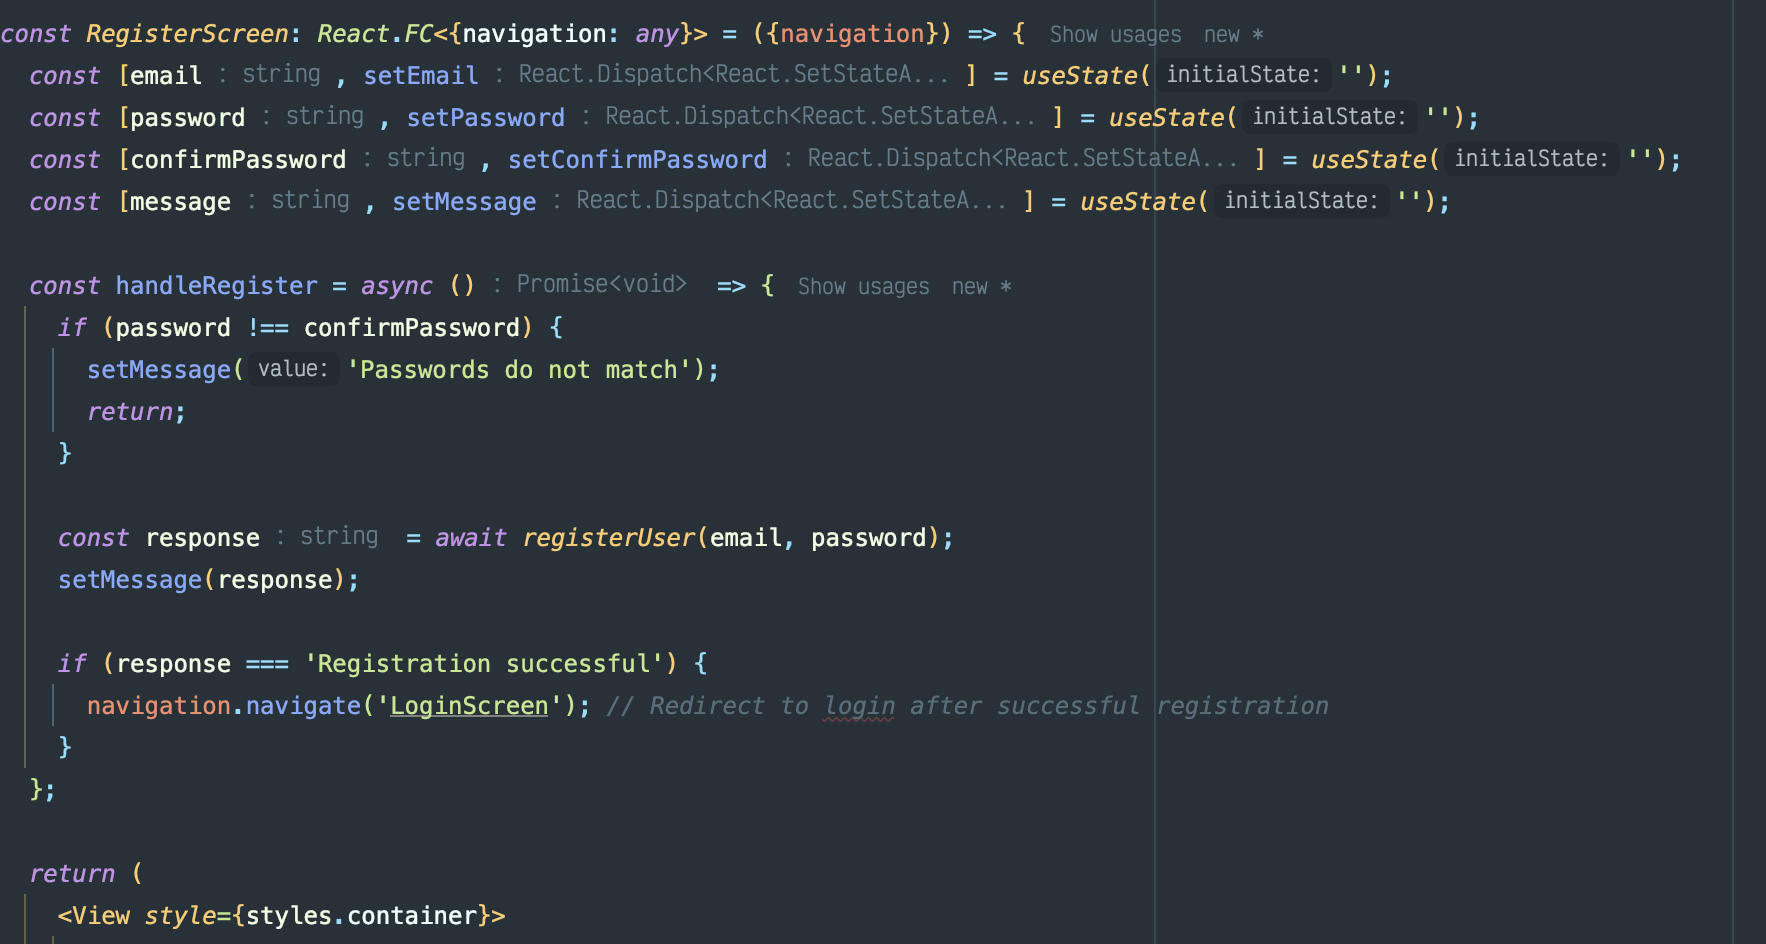 const RegisterScreen: React.FC<{navigation: any}> = ({navigation}) => { Show usages new *
const [email : string , setEmail : React.Dispatch<React.SetStateA... ] = useState( initialState: '');
const [password : string , setPassword : React.Dispatch<React.SetStateA... ] = useState( initialState: '');
const [confirmPassword : string , setConfirmPassword : React.Dispatch<React.SetStateA... ] = useState( initialState: '');
const [message : string , setMessage : React.Dispatch<React.SetStateA... ] = useState( initialState: '');
const handleRegister = async () : Promise<void> => { Show usages new *
if (password !== confirmPassword) {
setMessage( value: 'Passwords do not match');
return;
}
const response : string = await registerUser(email, password);
setMessage(response);
if (response === 'Registration successful') {
navigation.navigate('LoginScreen'); // Redirect to login after successful registration
}
};
return (
<View style={styles.container}>